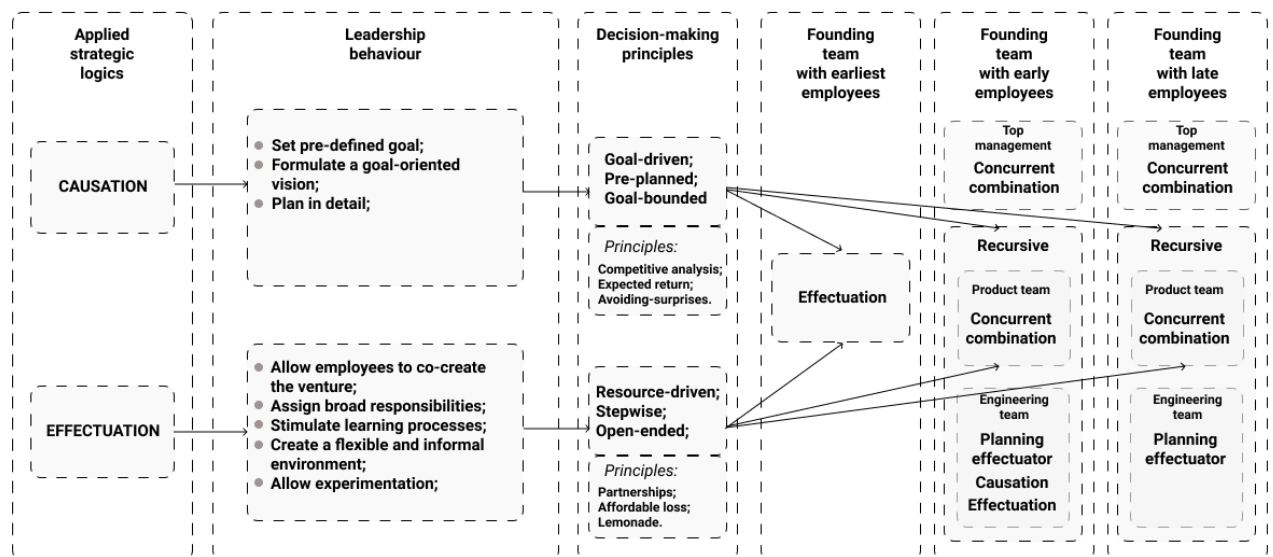 Applied
strategic
logics
CAUSATION
EFFECTUATION
Leadership
behaviour
Set pre-defined goal;
Formulate a goal-oriented
vision;
Plan in detail;
Allow employees to co-create
the venture;
Assign broad responsibilities;
Stimulate learning processes;
Create a flexible and informal
environment;
Allow experimentation;
Decision-making
principles
Goal-driven;
Pre-planned;
Goal-bounded
Principles:
Competitive analysis;
Expected return;
Avoiding-surprises.
Resource-driven;
Stepwise;
Open-ended;
Principles:
Partnerships;
Affordable loss;
Lemonade.
Founding
team
with earliest
employees
Effectuation
Founding
team
with early
employees
Top
management
Concurrent
combination
Recursive
Product team
Concurrent
combination
Engineering
team
Planning
effectuator
Causation
Effectuation
Founding
team
with late
employees
Top
management
Concurrent
combination
Recursive
Product team
Concurrent
combination
Engineering
team
Planning
effectuator